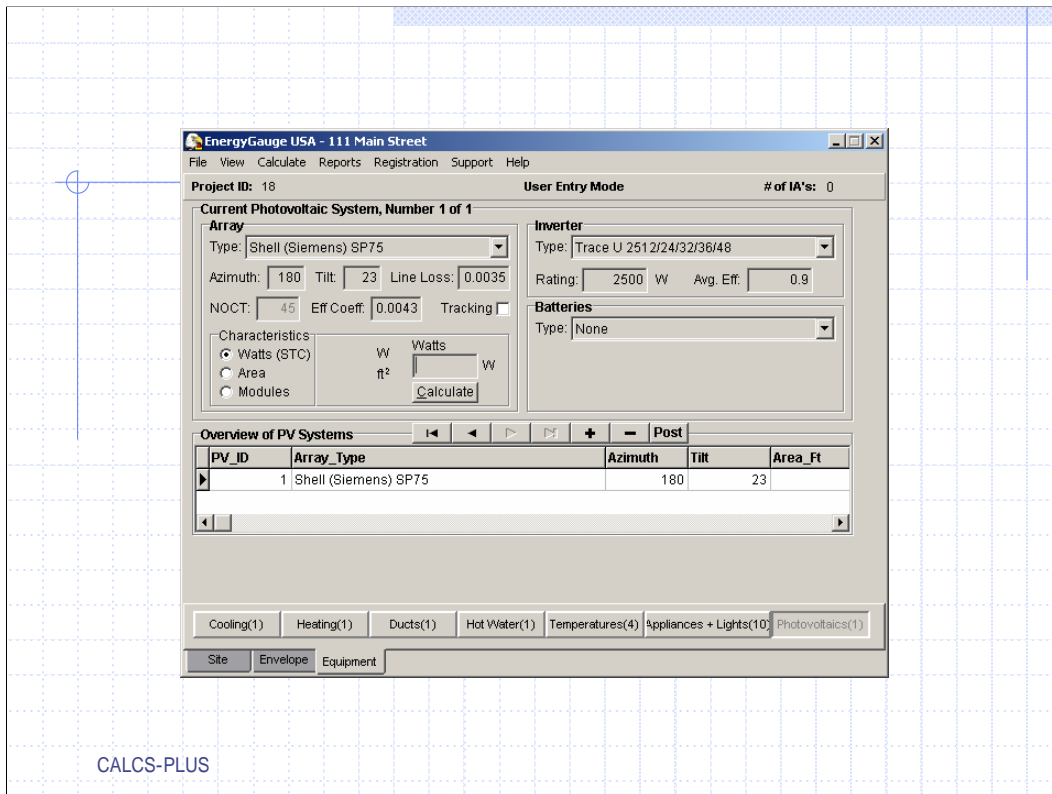 EnergyGauge USA - 111 Main Street
File View Calculate Reports Registration Support Help
Project ID: 18 User Entry Mode # of IA's: 0
Current Photovoltaic System, Number 1 of 1
Array
Type: Shell (Siemens) SP75
Azimuth: 180 Tilt: 23 Line Loss: 0.0035
NOCT: 45 Eff Coeff: 0.0043 Tracking
Characteristics
Watts (STC)
Area
Modules
W
ft²
Watts
W
Calculate
Inverter
Type: Trace U 2512/24/32/36/48
Rating: 2500 W Avg. Eff: 0.9
Batteries
Type: None
Overview of PV Systems Post
PV_ID Array_Type Azimuth Tilt Area_Ft
1 Shell (Siemens) SP75 180 23
Cooling(1) Heating(1) Ducts(1) Hot Water(1) Temperatures(4) Appliances + Lights(10) Photovoltaics(1)
Site Envelope Equipment
CALCS-PLUS